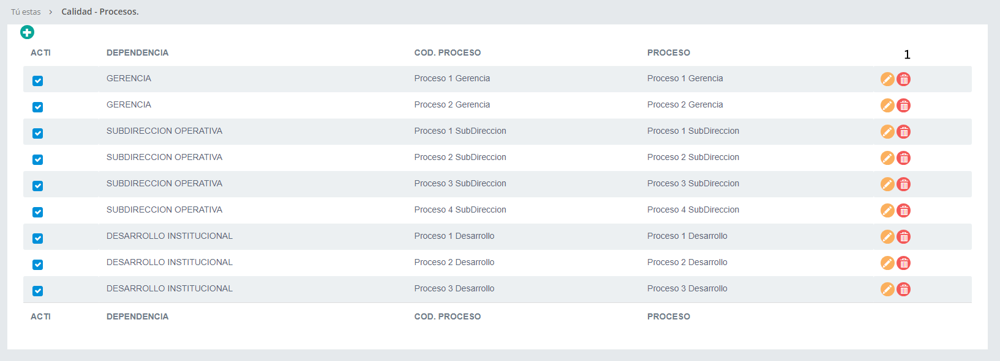 Tú estas > Calidad - Procesos.
ACTI DEPENDENCIA COD. PROCESO PROCESO 1
GERENCIA Proceso 1 Gerencia Proceso 1 Gerencia
GERENCIA Proceso 2 Gerencia Proceso 2 Gerencia
SUBDIRECCION OPERATIVA Proceso 1 SubDireccion Proceso 1 SubDireccion
SUBDIRECCION OPERATIVA Proceso 2 SubDireccion Proceso 2 SubDireccion
SUBDIRECCION OPERATIVA Proceso 3 SubDireccion Proceso 3 SubDireccion
SUBDIRECCION OPERATIVA Proceso 4 SubDireccion Proceso 4 SubDireccion
DESARROLLO INSTITUCIONAL Proceso 1 Desarrollo Proceso 1 Desarrollo
DESARROLLO INSTITUCIONAL Proceso 2 Desarrollo Proceso 2 Desarrollo
DESARROLLO INSTITUCIONAL Proceso 3 Desarrollo Proceso 3 Desarrollo
ACTI DEPENDENCIA COD. PROCESO PROCESO